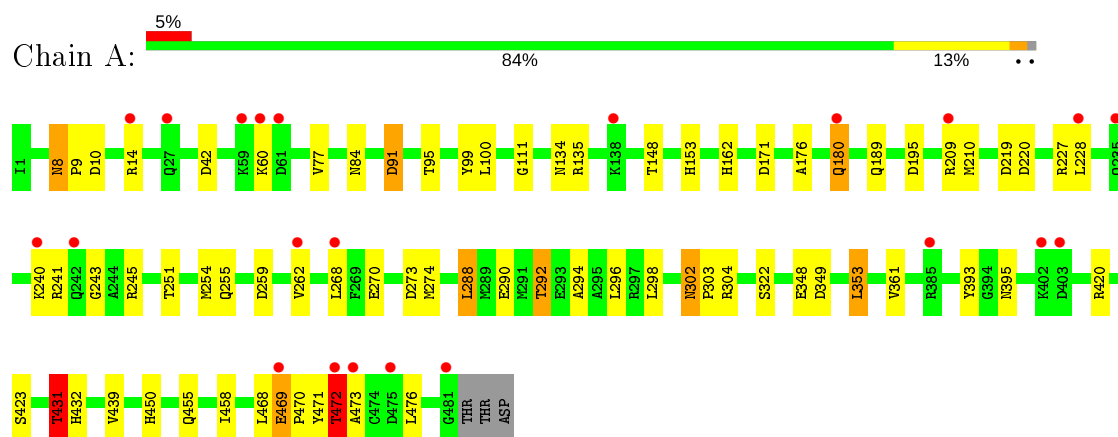 5%
Chain A:
84%
13%
I1 N8 P9 D10 R14 Q27 D42 K59 K60 D61 V77 N84 D91 T95 Y99 L100 G111 N134 R135 K138 T148 H153 H162 D171 A176 Q180 Q189 D195 R209 M210 D219 D220 R227 L228 Q235
K240 R241 Q242 G243 A244 R245 T251 M254 Q255 D259 V262 L268 F269 E270 D273 M274 L288 M289 E290 M291 T292 E293 A294 A295 L296 R297 L298 N302 P303 R304 S322 E348 D349 L353 V361 R385 Y393 G394 N395 K402 D403 R420
S423 T431 H432 V439 H450 Q455 I458 L468 E469 P470 Y471 T472 A473 C474 D475 L476 G481 THR THR ASP